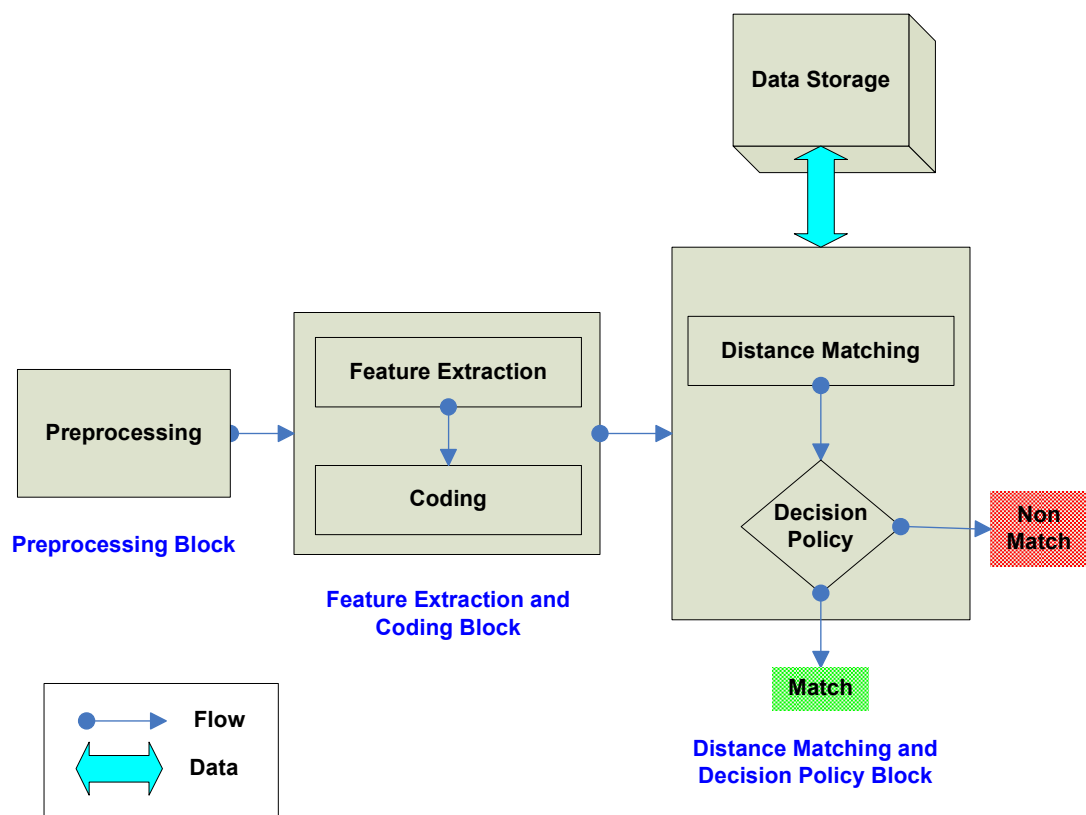 Data Storage
Distance Matching
Feature Extraction
Preprocessing
Coding
Decision
Policy
Non
Match
Preprocessing Block
Feature Extraction and
Coding Block
Match
Flow
Data
Distance Matching and
Decision Policy Block